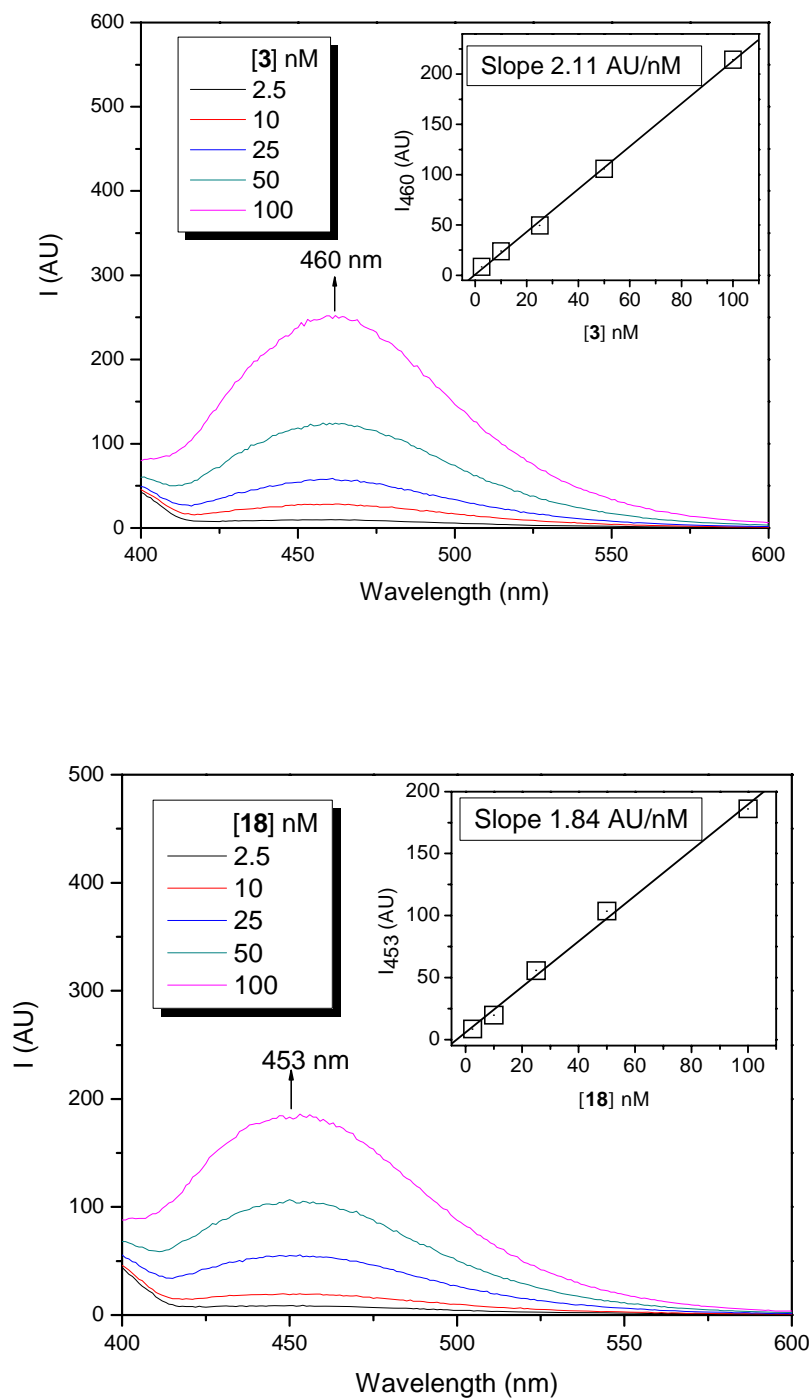 600
500
400
300
200
100
0
I (AU)
[3] nM
2.5
10
25
50
100
460 nm
Slope 2.11 AU/nM
200
150
100
50
0
I460 (AU)
0 20 40 60 80 100
[3] nM
400 450 500 550 600
Wavelength (nm)
500
400
300
200
100
0
I (AU)
[18] nM
2.5
10
25
50
100
453 nm
Slope 1.84 AU/nM
200
150
100
50
0
I453 (AU)
0 20 40 60 80 100
[18] nM
400 450 500 550 600
Wavelength (nm)